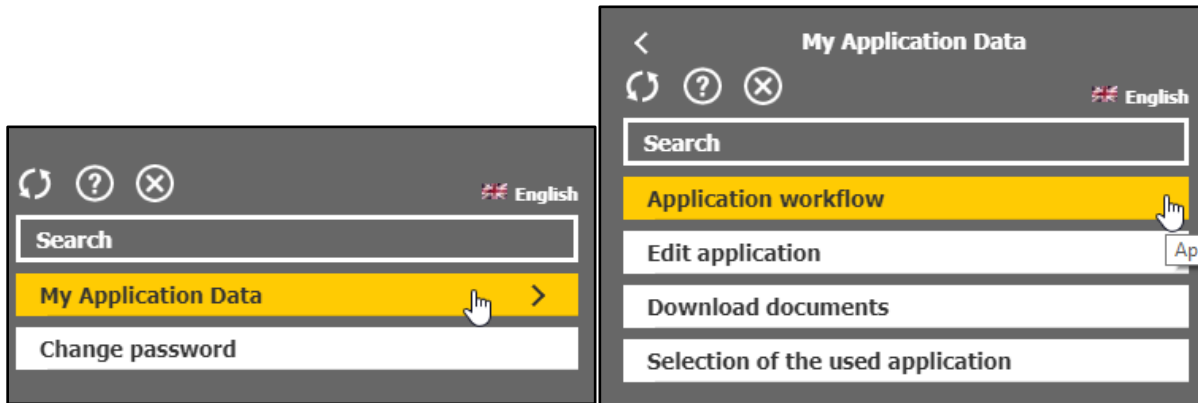 English
Search
My Application Data
Change password
My Application Data
English
Search
Application workflow
Edit application
Ap
Download documents
Selection of the used application